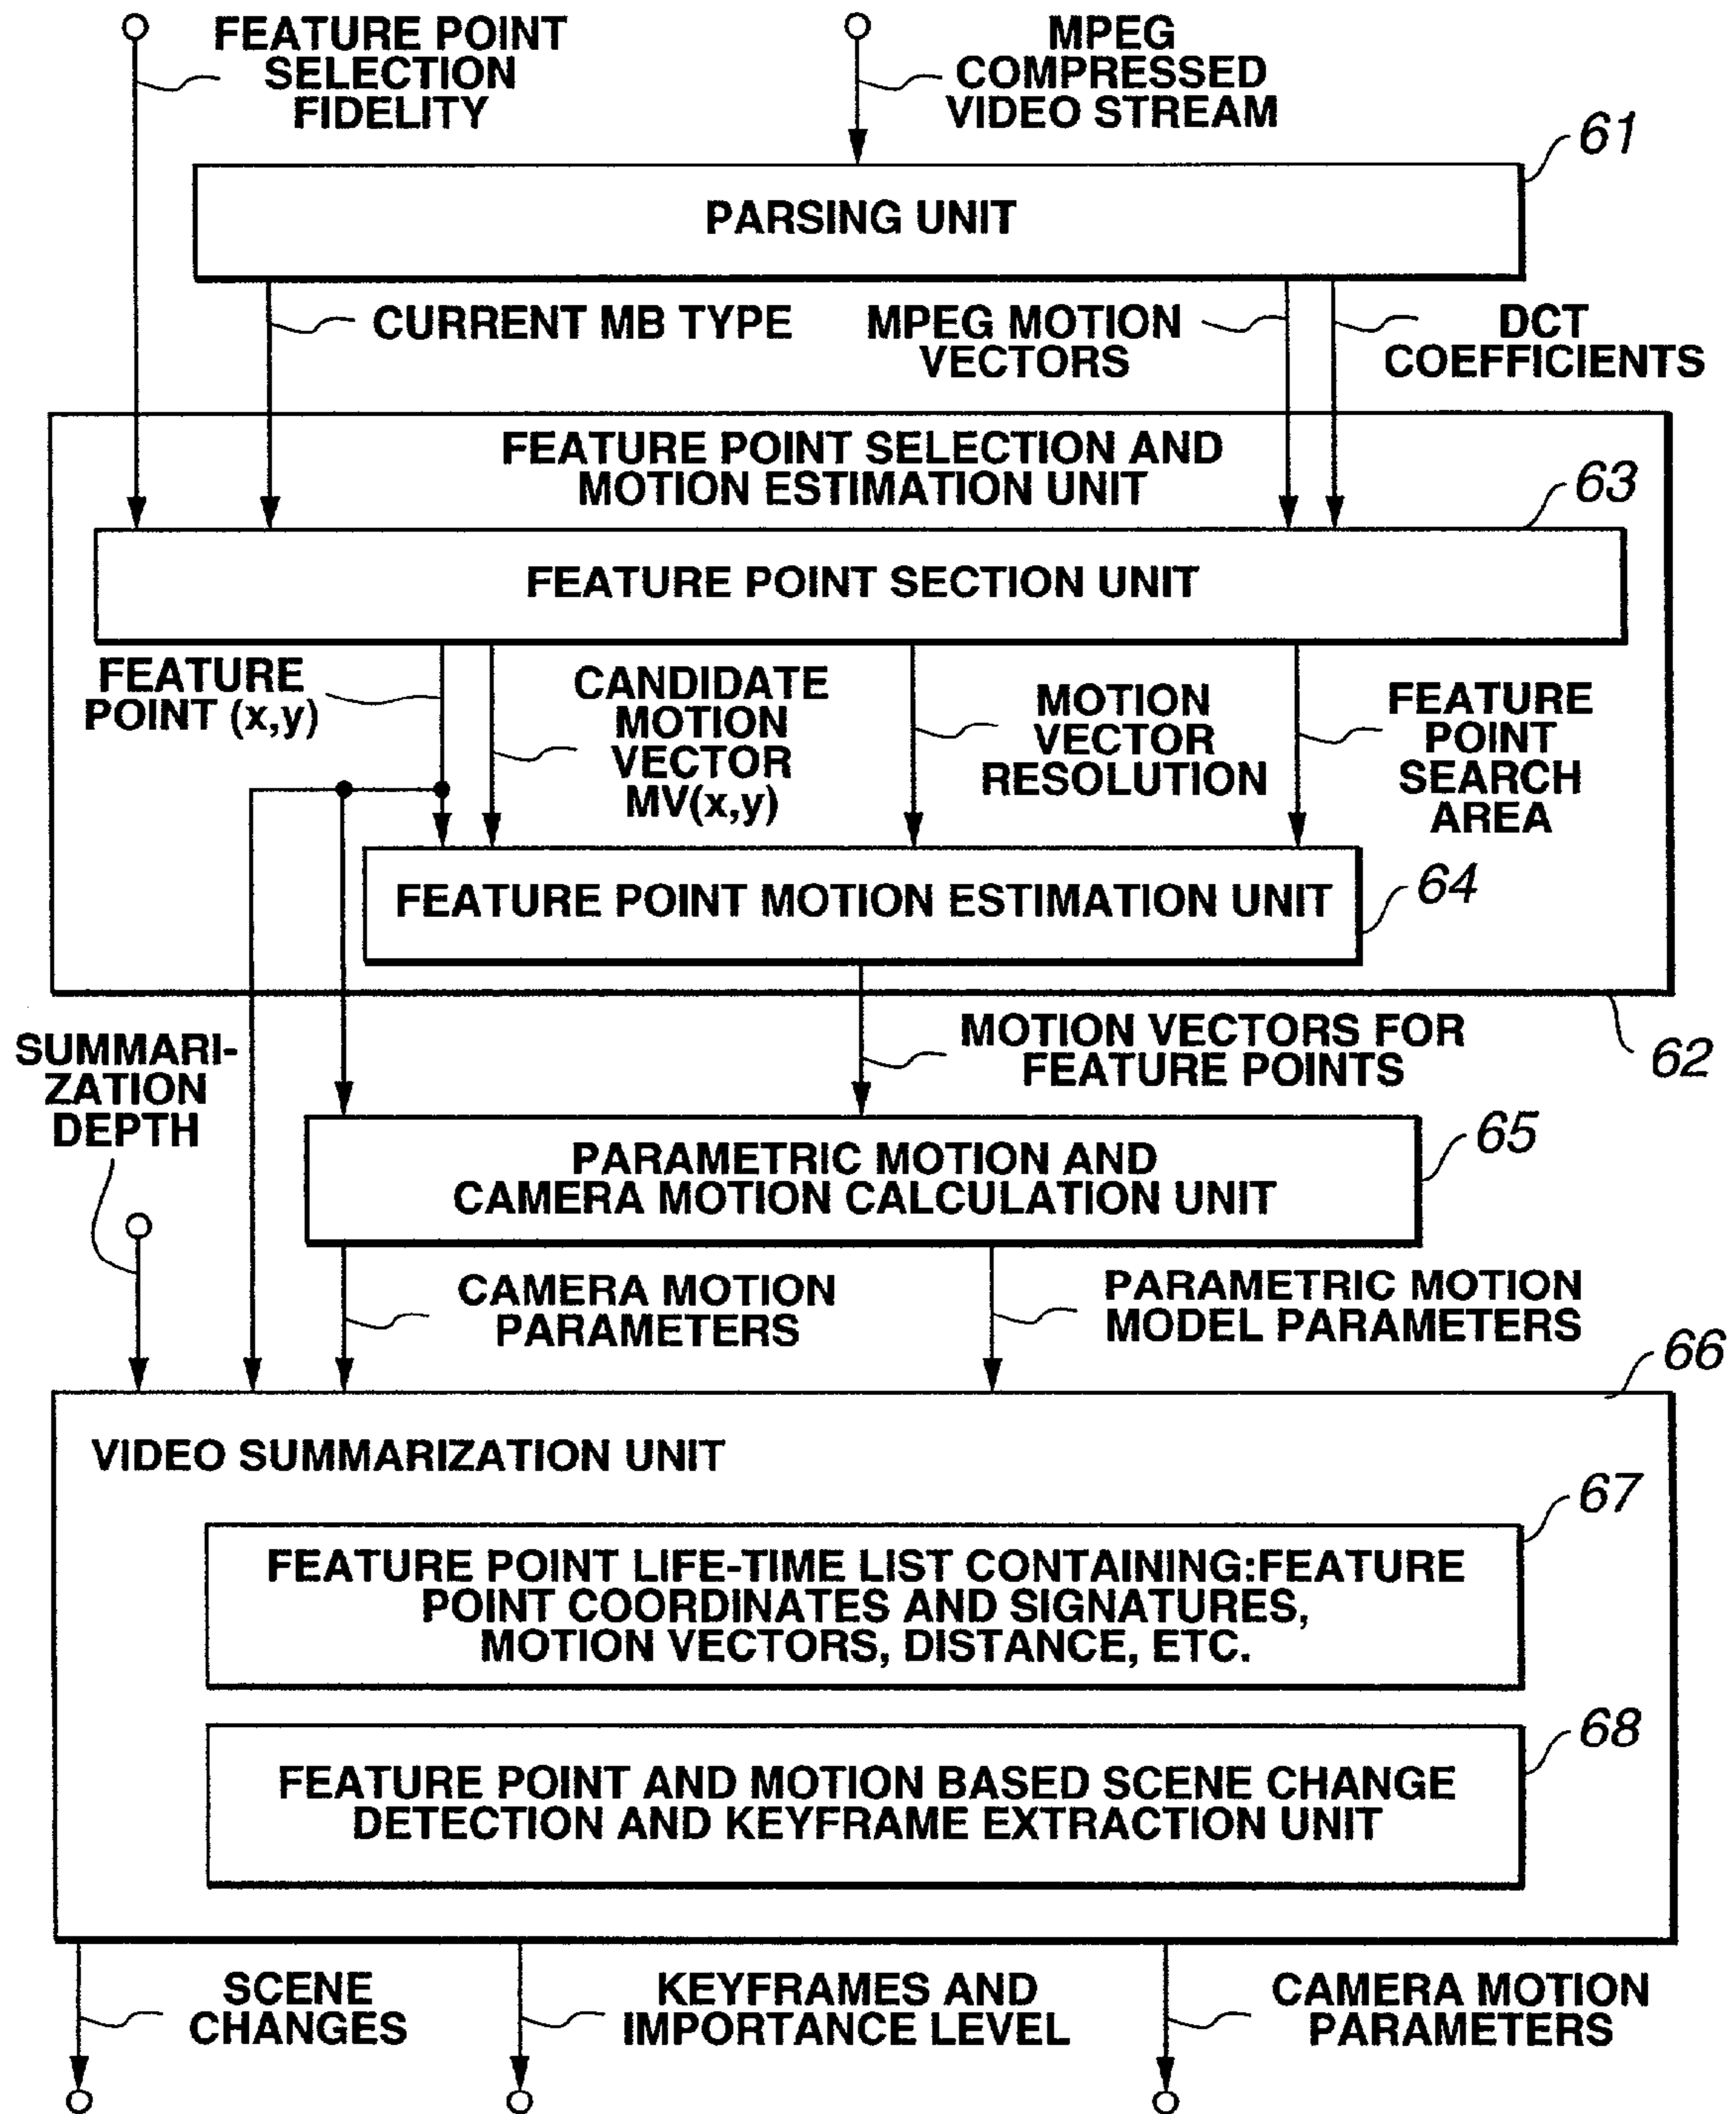 FEATURE POINT
SELECTION
FIDELITY
MPEG
COMPRESSED
VIDEO STREAM
61
PARSING UNIT
CURRENT MB TYPE
MPEG MOTION
VECTORS
DCT
COEFFICIENTS
FEATURE POINT SELECTION AND
MOTION ESTIMATION UNIT
63
FEATURE POINT SECTION UNIT
FEATURE
POINT (x,y)
CANDIDATE
MOTION
VECTOR
MV(x,y)
MOTION
VECTOR
RESOLUTION
FEATURE
POINT
SEARCH
AREA
FEATURE POINT MOTION ESTIMATION UNIT
64
SUMMARI-
ZATION
DEPTH
MOTION VECTORS FOR
FEATURE POINTS
62
PARAMETRIC MOTION AND
CAMERA MOTION CALCULATION UNIT
65
CAMERA MOTION
PARAMETERS
PARAMETRIC MOTION
MODEL PARAMETERS
66
VIDEO SUMMARIZATION UNIT
67
FEATURE POINT LIFE-TIME LIST CONTAINING:FEATURE
POINT COORDINATES AND SIGNATURES,
MOTION VECTORS, DISTANCE, ETC.
68
FEATURE POINT AND MOTION BASED SCENE CHANGE
DETECTION AND KEYFRAME EXTRACTION UNIT
SCENE
CHANGES
KEYFRAMES AND
IMPORTANCE LEVEL
CAMERA MOTION
PARAMETERS